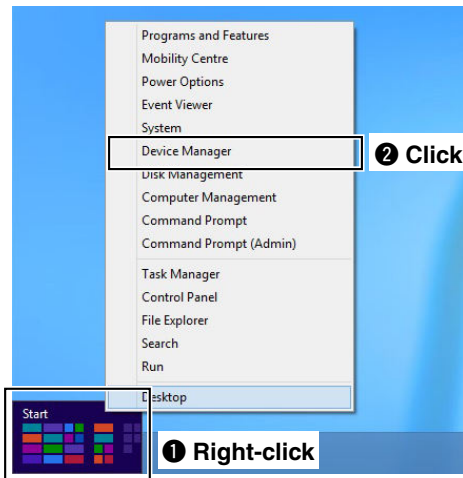 Programs and Features
Mobility Centre
Power Options
Event Viewer
System
Device Manager
❷ Click
Disk Management
Computer Management
Command Prompt
Command Prompt (Admin)
Task Manager
Control Panel
File Explorer
Search
Run
Desktop
Start
❶ Right-click